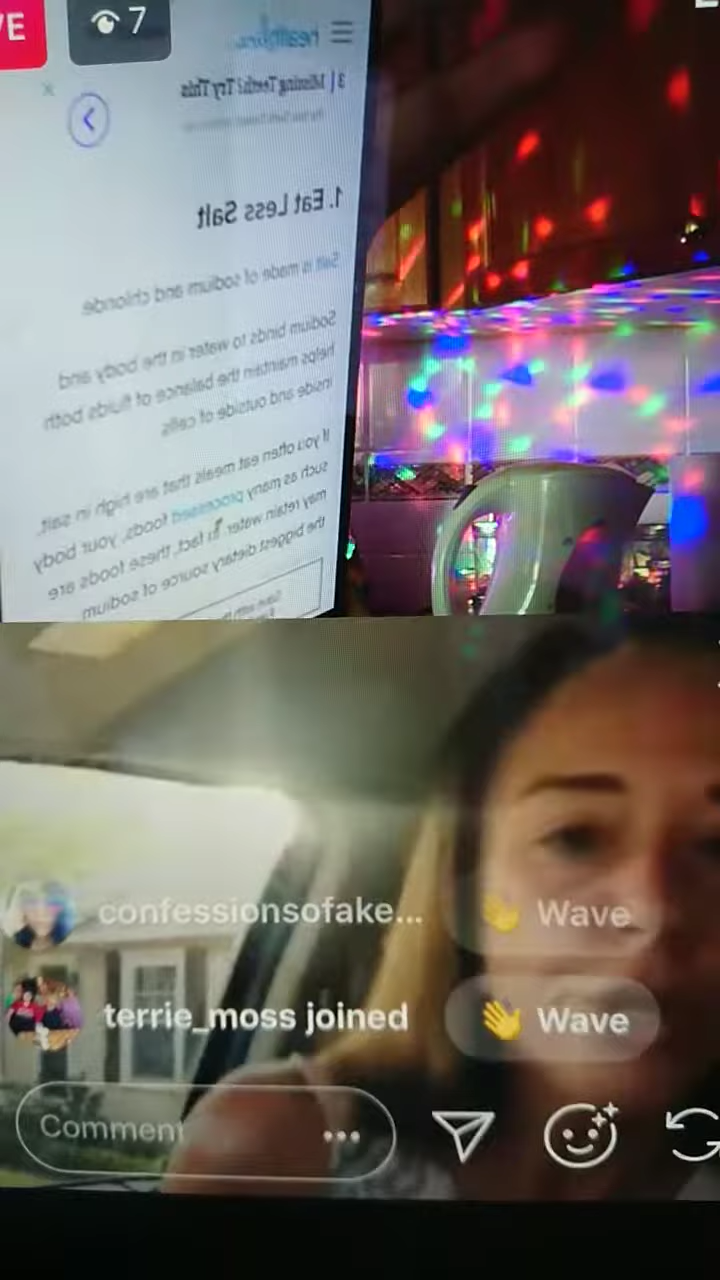 VE
7
healthline
3 | Missing Teeth? Try This
1. Eat Less Salt
Salt is made of sodium and chloride
Sodium binds to water in the body and
helps maintain the balance of fluids both
inside and outside of cells.
If you often eat meals that are high in salt,
such as many processed foods, your body
may retain water. In fact, these foods are
the biggest dietary source of sodium
confessionsofake...
Wave
terrie_moss joined
Wave
Comment